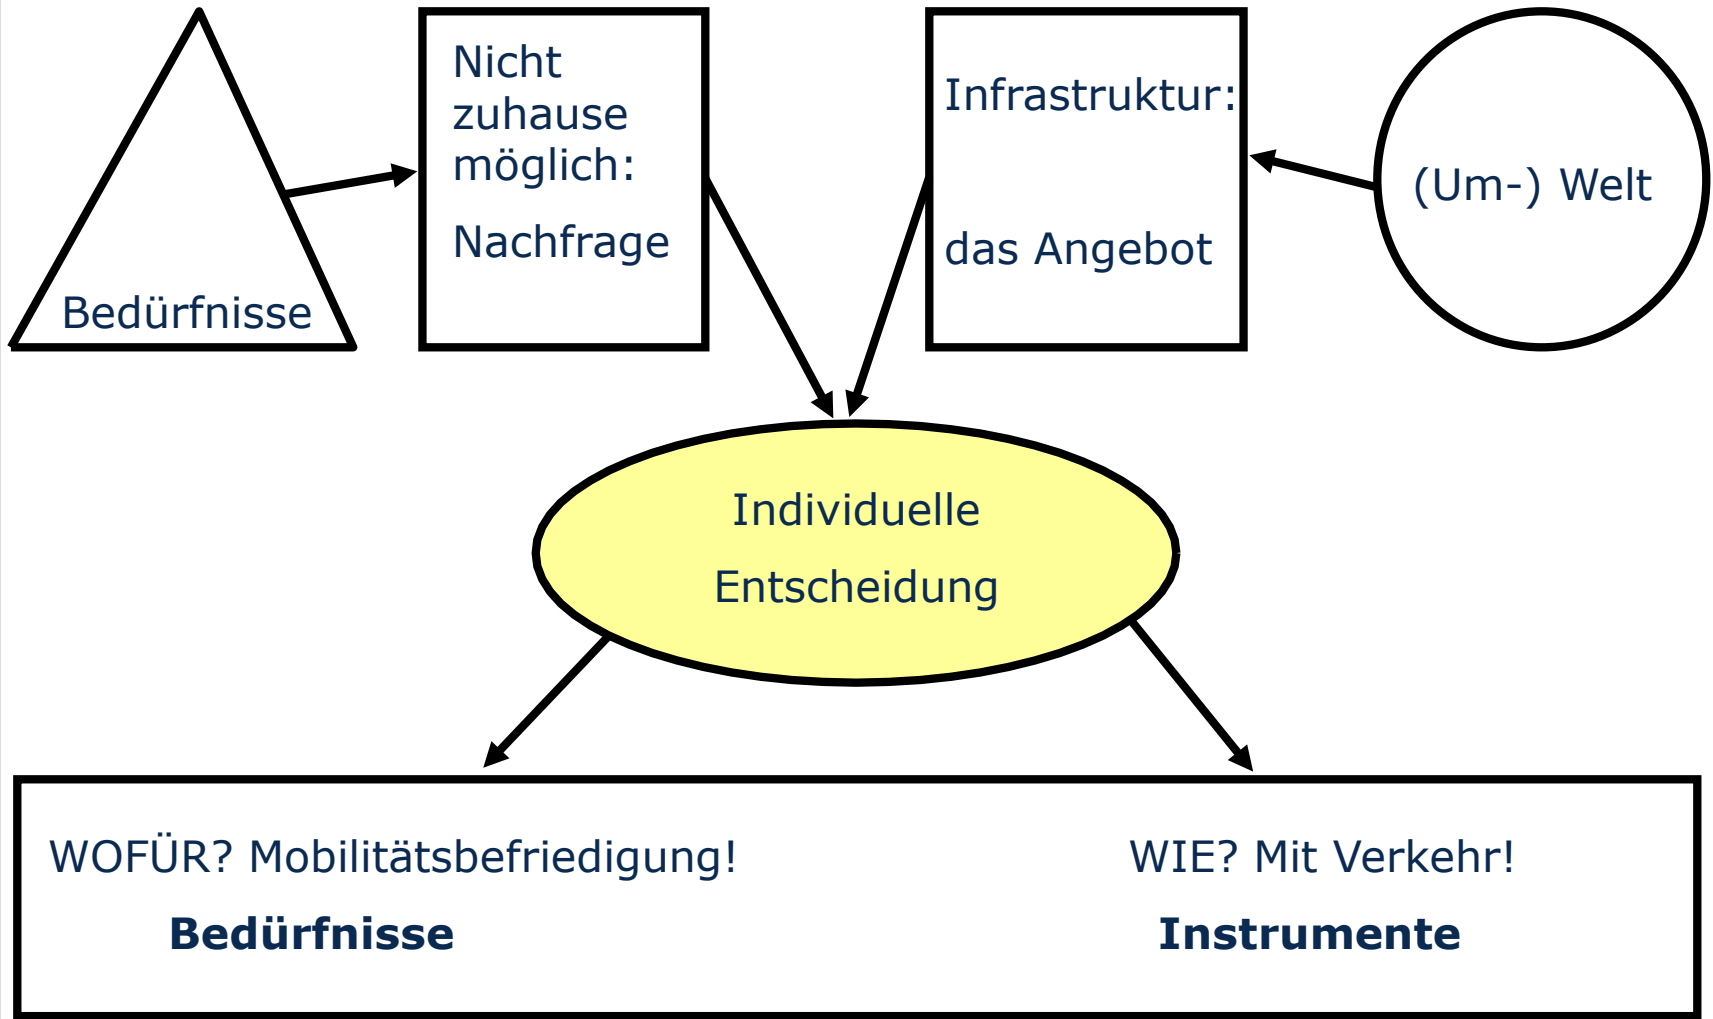 Bedürfnisse
Nicht
zuhause
möglich:
Nachfrage
Infrastruktur:
das Angebot
(Um-) Welt
Individuelle
Entscheidung
WOFÜR? Mobilitätsbefriedigung!
Bedürfnisse
WIE? Mit Verkehr!
Instrumente